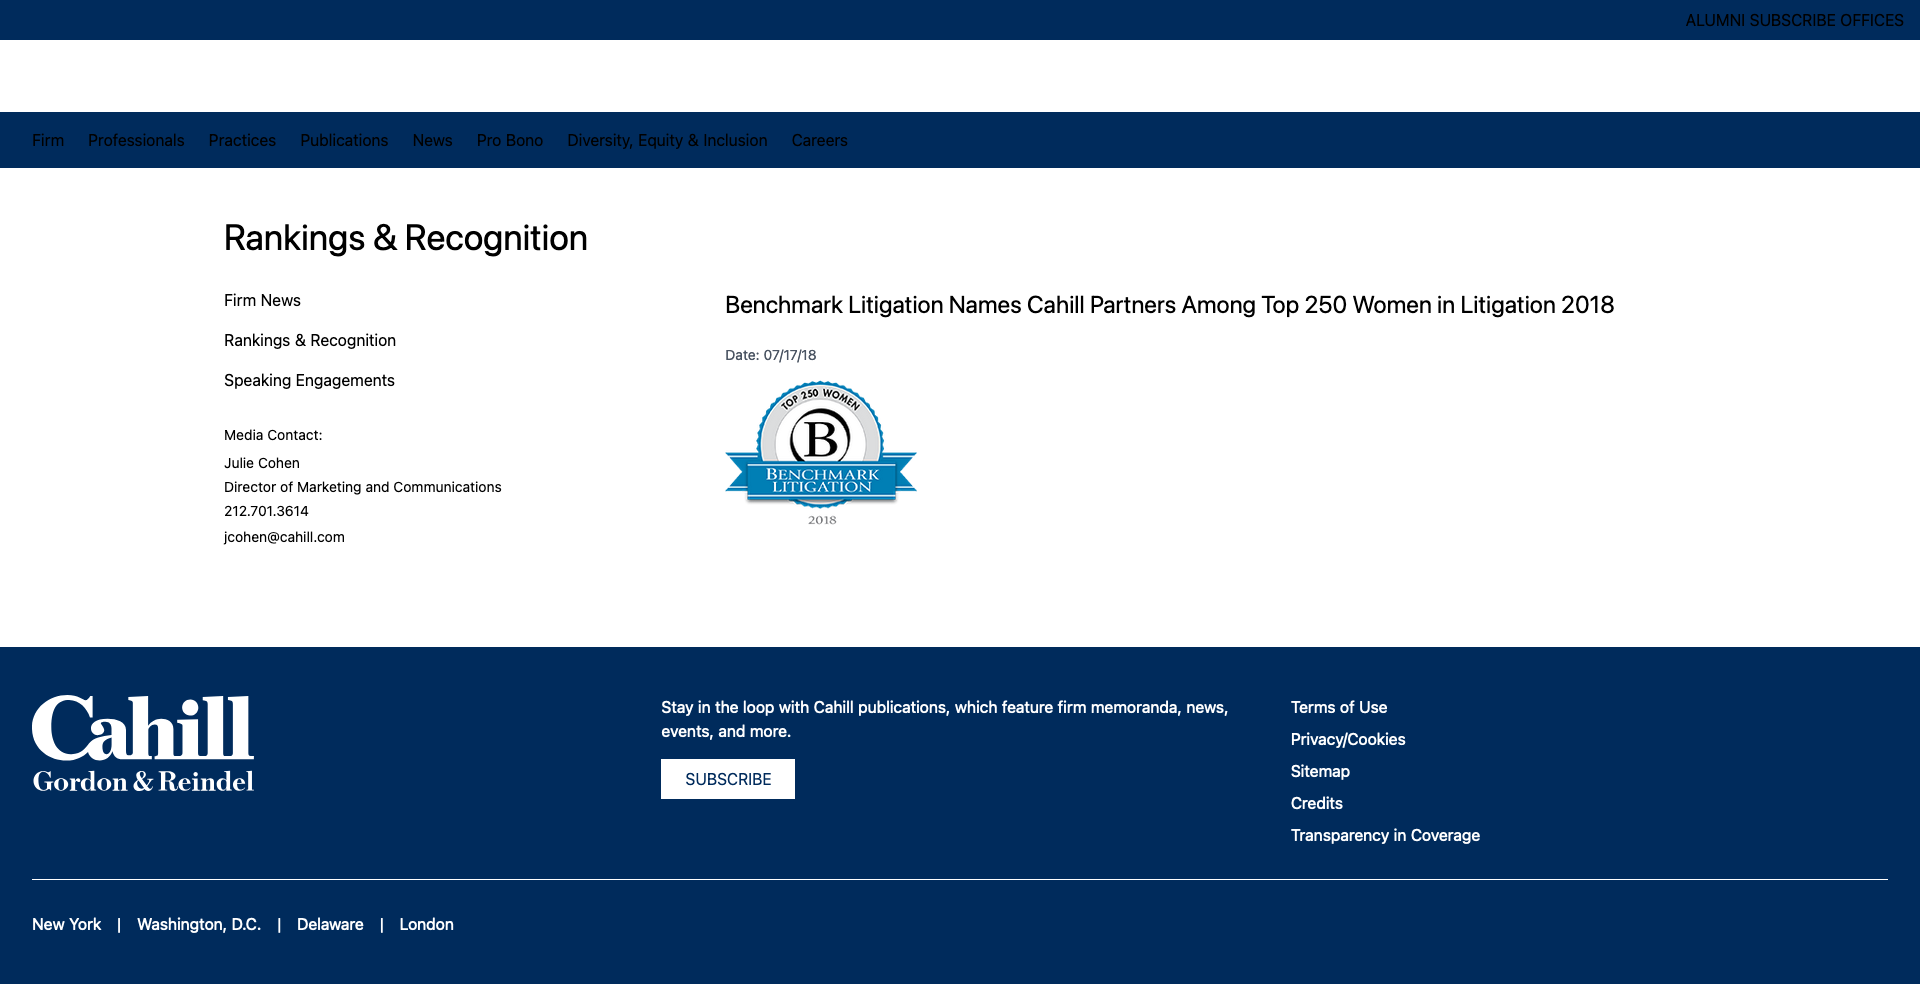 ALUMNI SUBSCRIBE OFFICES
Firm Professionals Practices Publications News Pro Bono Diversity, Equity & Inclusion Careers
Rankings & Recognition
Firm News
Rankings & Recognition
Speaking Engagements
Media Contact:
Julie Cohen
Director of Marketing and Communications
212.701.3614
jcohen@cahill.com
Benchmark Litigation Names Cahill Partners Among Top 250 Women in Litigation 2018
Date: 07/17/18
TOP 250 WOMEN
B
BENCHMARK
LITIGATION
2018
Cahill
Gordon & Reindel
Stay in the loop with Cahill publications, which feature firm memoranda, news,
events, and more.
SUBSCRIBE
Terms of Use
Privacy/Cookies
Sitemap
Credits
Transparency in Coverage
New York | Washington, D.C. | Delaware | London